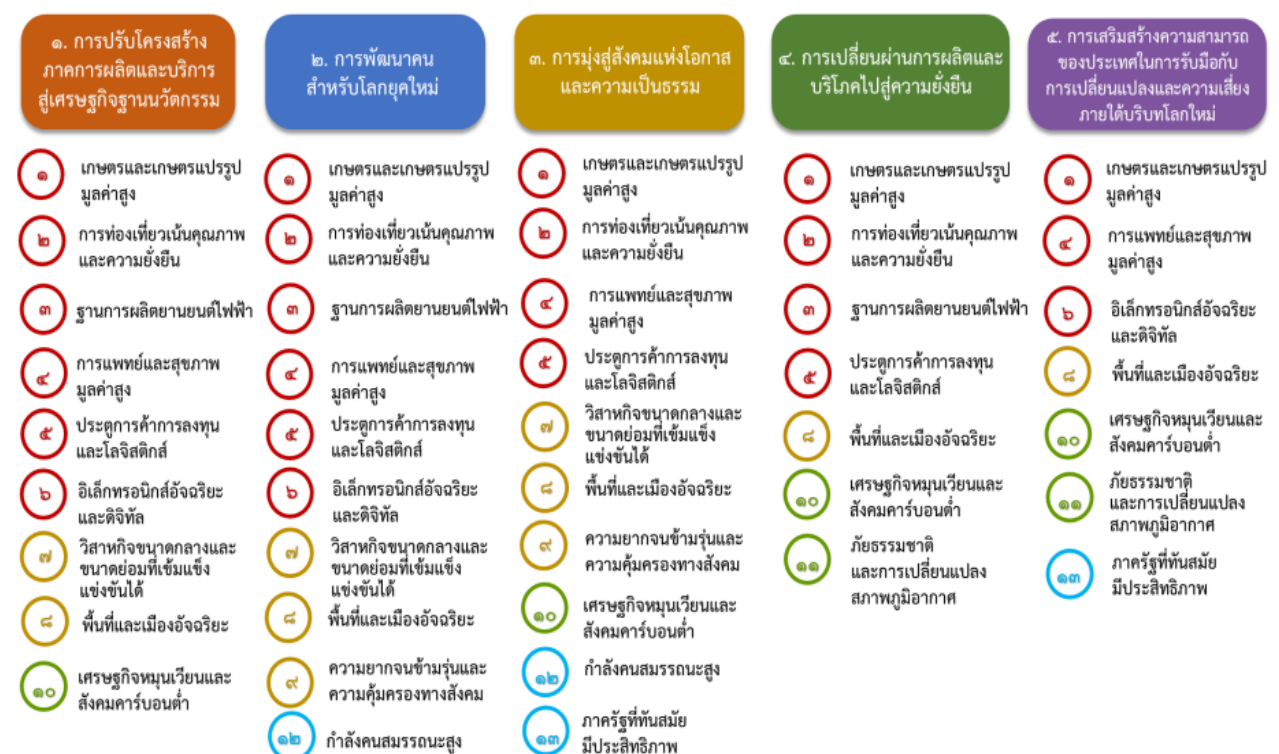 ๑. การปรับโครงสร้าง
ภาคการผลิตและบริการ
สู่เศรษฐกิจฐานนวัตกรรม
๑
เกษตรและเกษตรแปรรูป
มูลค่าสูง
๒
การท่องเที่ยวเน้นคุณภาพ
และความยั่งยืน
๓
ฐานการผลิตยานยนต์ไฟฟ้า
๔
การแพทย์และสุขภาพ
มูลค่าสูง
๕
ประตูการค้าการลงทุน
และโลจิสติกส์
๖
อิเล็กทรอนิกส์อัจฉริยะ
และดิจิทัล
๗
วิสาหกิจขนาดกลางและ
ขนาดย่อมที่เข้มแข็ง
แข่งขันได้
๘
พื้นที่และเมืองอัจฉริยะ
๑๐
เศรษฐกิจหมุนเวียนและ
สังคมคาร์บอนต่ำ
๒. การพัฒนาคน
สำหรับโลกยุคใหม่
๑
เกษตรและเกษตรแปรรูป
มูลค่าสูง
๒
การท่องเที่ยวเน้นคุณภาพ
และความยั่งยืน
๓
ฐานการผลิตยานยนต์ไฟฟ้า
๔
การแพทย์และสุขภาพ
มูลค่าสูง
๕
ประตูการค้าการลงทุน
และโลจิสติกส์
๖
อิเล็กทรอนิกส์อัจฉริยะ
และดิจิทัล
๗
วิสาหกิจขนาดกลางและ
ขนาดย่อมที่เข้มแข็ง
แข่งขันได้
๘
พื้นที่และเมืองอัจฉริยะ
๙
ความยากจนข้ามรุ่นและ
ความคุ้มครองทางสังคม
๑๒
กำลังคนสมรรถนะสูง
๓. การมุ่งสู่สังคมแห่งโอกาส
และความเป็นธรรม
๑
เกษตรและเกษตรแปรรูป
มูลค่าสูง
๒
การท่องเที่ยวเน้นคุณภาพ
และความยั่งยืน
๔
การแพทย์และสุขภาพ
มูลค่าสูง
๕
ประตูการค้าการลงทุน
และโลจิสติกส์
๗
วิสาหกิจขนาดกลางและ
ขนาดย่อมที่เข้มแข็ง
แข่งขันได้
๘
พื้นที่และเมืองอัจฉริยะ
๙
ความยากจนข้ามรุ่นและ
ความคุ้มครองทางสังคม
๑๐
เศรษฐกิจหมุนเวียนและ
สังคมคาร์บอนต่ำ
๑๒
กำลังคนสมรรถนะสูง
๑๓
ภาครัฐที่ทันสมัย
มีประสิทธิภาพ
๔. การเปลี่ยนผ่านการผลิตและ
บริโภคไปสู่ความยั่งยืน
๑
เกษตรและเกษตรแปรรูป
มูลค่าสูง
๒
การท่องเที่ยวเน้นคุณภาพ
และความยั่งยืน
๓
ฐานการผลิตยานยนต์ไฟฟ้า
๕
ประตูการค้าการลงทุน
และโลจิสติกส์
๘
พื้นที่และเมืองอัจฉริยะ
๑๐
เศรษฐกิจหมุนเวียนและ
สังคมคาร์บอนต่ำ
๑๑
ภัยธรรมชาติ
และการเปลี่ยนแปลง
สภาพภูมิอากาศ
๕. การเสริมสร้างความสามารถ
ของประเทศในการรับมือกับ
การเปลี่ยนแปลงและความเสี่ยง
ภายใต้บริบทโลกใหม่
๑
เกษตรและเกษตรแปรรูป
มูลค่าสูง
๔
การแพทย์และสุขภาพ
มูลค่าสูง
๖
อิเล็กทรอนิกส์อัจฉริยะ
และดิจิทัล
๘
พื้นที่และเมืองอัจฉริยะ
๑๐
เศรษฐกิจหมุนเวียนและ
สังคมคาร์บอนต่ำ
๑๑
ภัยธรรมชาติ
และการเปลี่ยนแปลง
สภาพภูมิอากาศ
๑๓
ภาครัฐที่ทันสมัย
มีประสิทธิภาพ